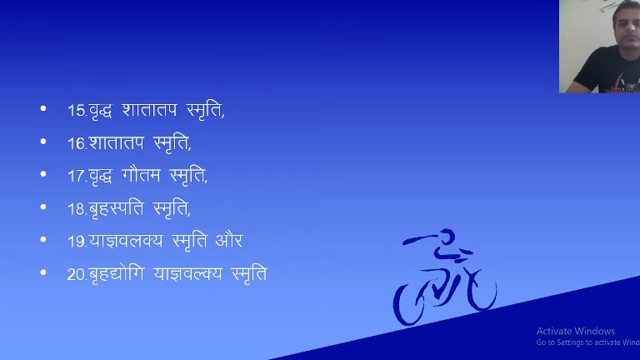 15.वृद्ध शातातप स्मृति,
16.शातातप स्मृति,
17.वृद्ध गौतम स्मृति,
18.बृहस्पति स्मृति,
19.याज्ञवलक्य स्मृति और
20.बृहद्योगि याज्ञवल्क्य स्मृति
Activate Windows
Go to Settings to activate Wind